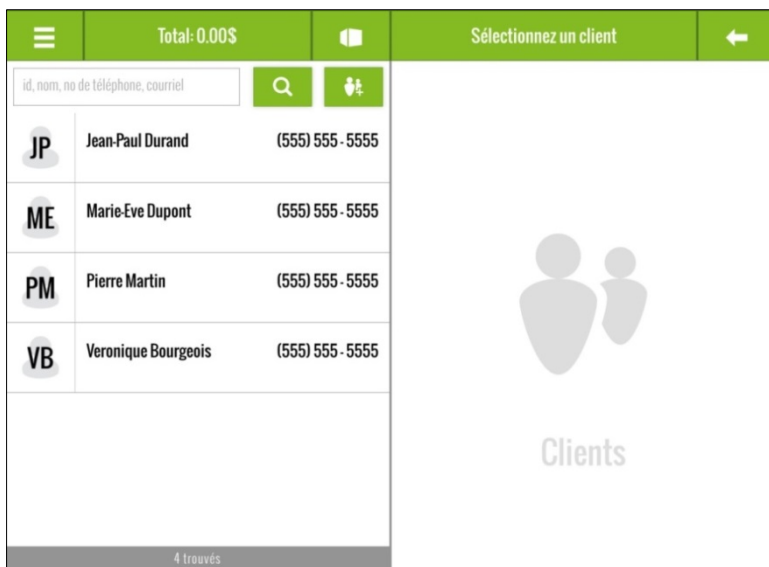 Total: 0.00$
Sélectionnez un client
id, nom, no de téléphone, courriel
JP Jean-Paul Durand (555) 555 - 5555
ME Marie-Eve Dupont (555) 555 - 5555
PM Pierre Martin (555) 555 - 5555
VB Veronique Bourgeois (555) 555 - 5555
Clients
4 trouvés